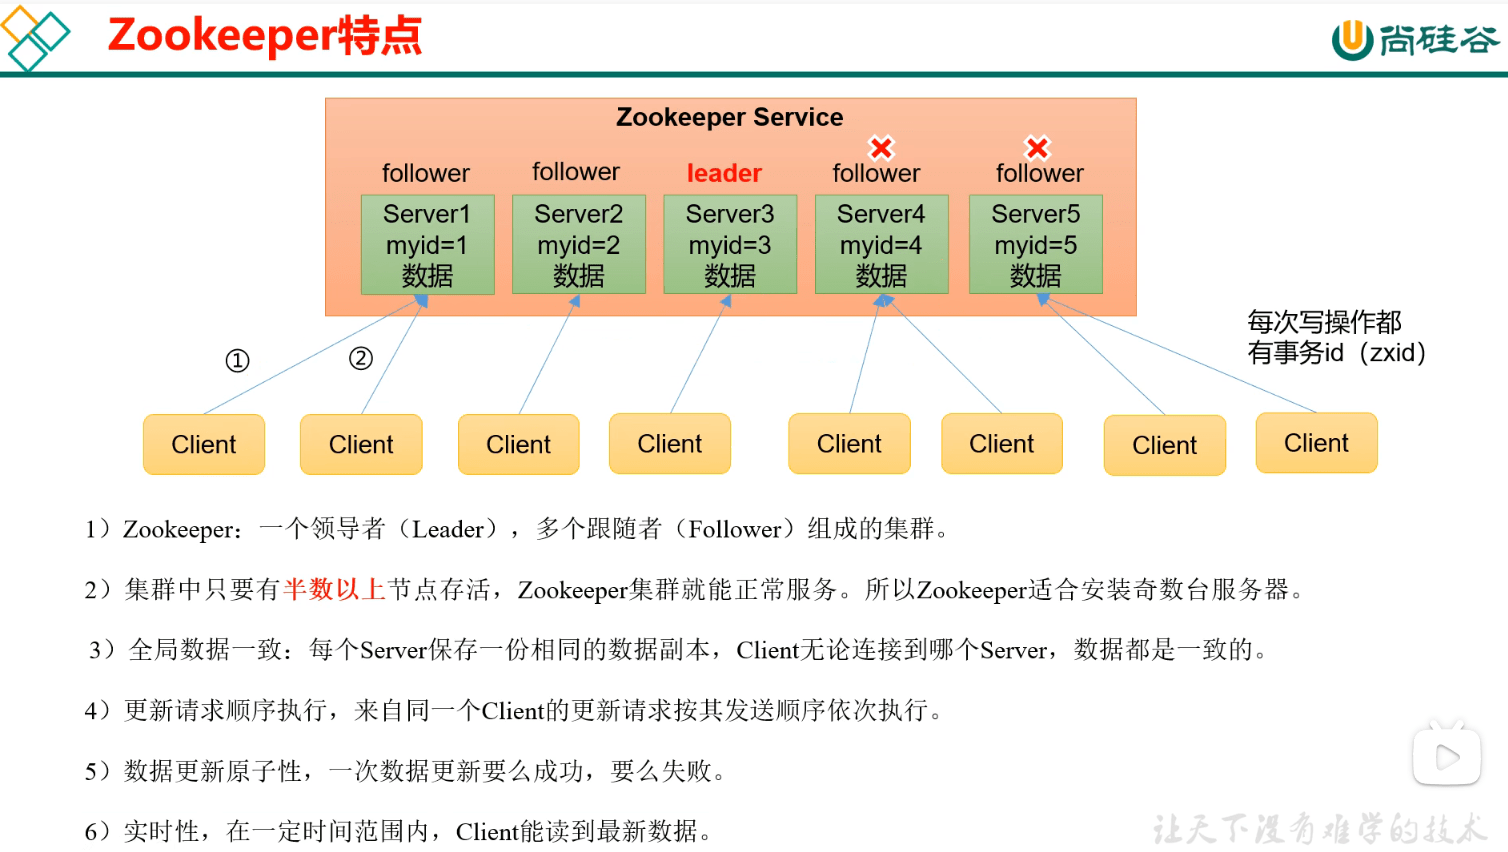 Zookeeper特点
尚硅谷
Zookeeper Service
follower
follower
leader
follower
follower
Server1
myid=1
数据
Server2
myid=2
数据
Server3
myid=3
数据
Server4
myid=4
数据
Server5
myid=5
数据
每次写操作都
有事务id（zxid）
①
②
Client
Client
Client
Client
Client
Client
Client
Client
1）Zookeeper：一个领导者（Leader），多个跟随者（Follower）组成的集群。
2）集群中只要有半数以上节点存活，Zookeeper集群就能正常服务。所以Zookeeper适合安装奇数台服务器。
3）全局数据一致：每个Server保存一份相同的数据副本，Client无论连接到哪个Server，数据都是一致的。
4）更新请求顺序执行，来自同一个Client的更新请求按其发送顺序依次执行。
5）数据更新原子性，一次数据更新要么成功，要么失败。
6）实时性，在一定时间范围内，Client能读到最新数据。
让天下没有难学的技术